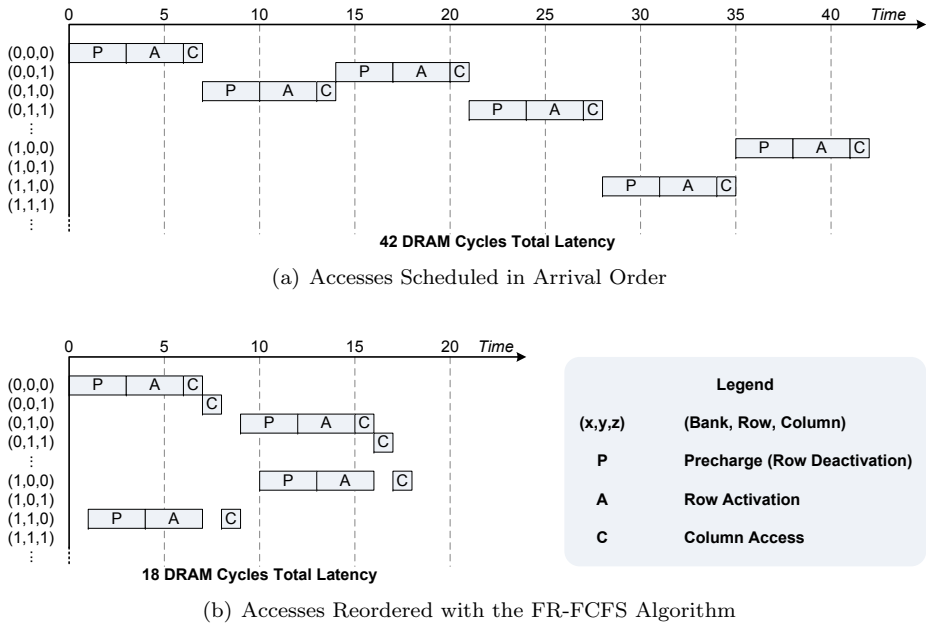 0 5 10 15 20 25 30 35 40 Time
(0,0,0) P A C
(0,0,1) P A C
(0,1,0) P A C
(0,1,1) P A C
⋮
(1,0,0) P A C
(1,0,1)
(1,1,0) P A C
(1,1,1)
⋮
42 DRAM Cycles Total Latency
(a) Accesses Scheduled in Arrival Order
0 5 10 15 20 Time
(0,0,0) P A C
(0,0,1) C
(0,1,0) P A C
(0,1,1) C
⋮
(1,0,0) P A C
(1,0,1)
(1,1,0) P A C
(1,1,1)
⋮
18 DRAM Cycles Total Latency
Legend
(x,y,z) (Bank, Row, Column)
P Precharge (Row Deactivation)
A Row Activation
C Column Access
(b) Accesses Reordered with the FR-FCFS Algorithm